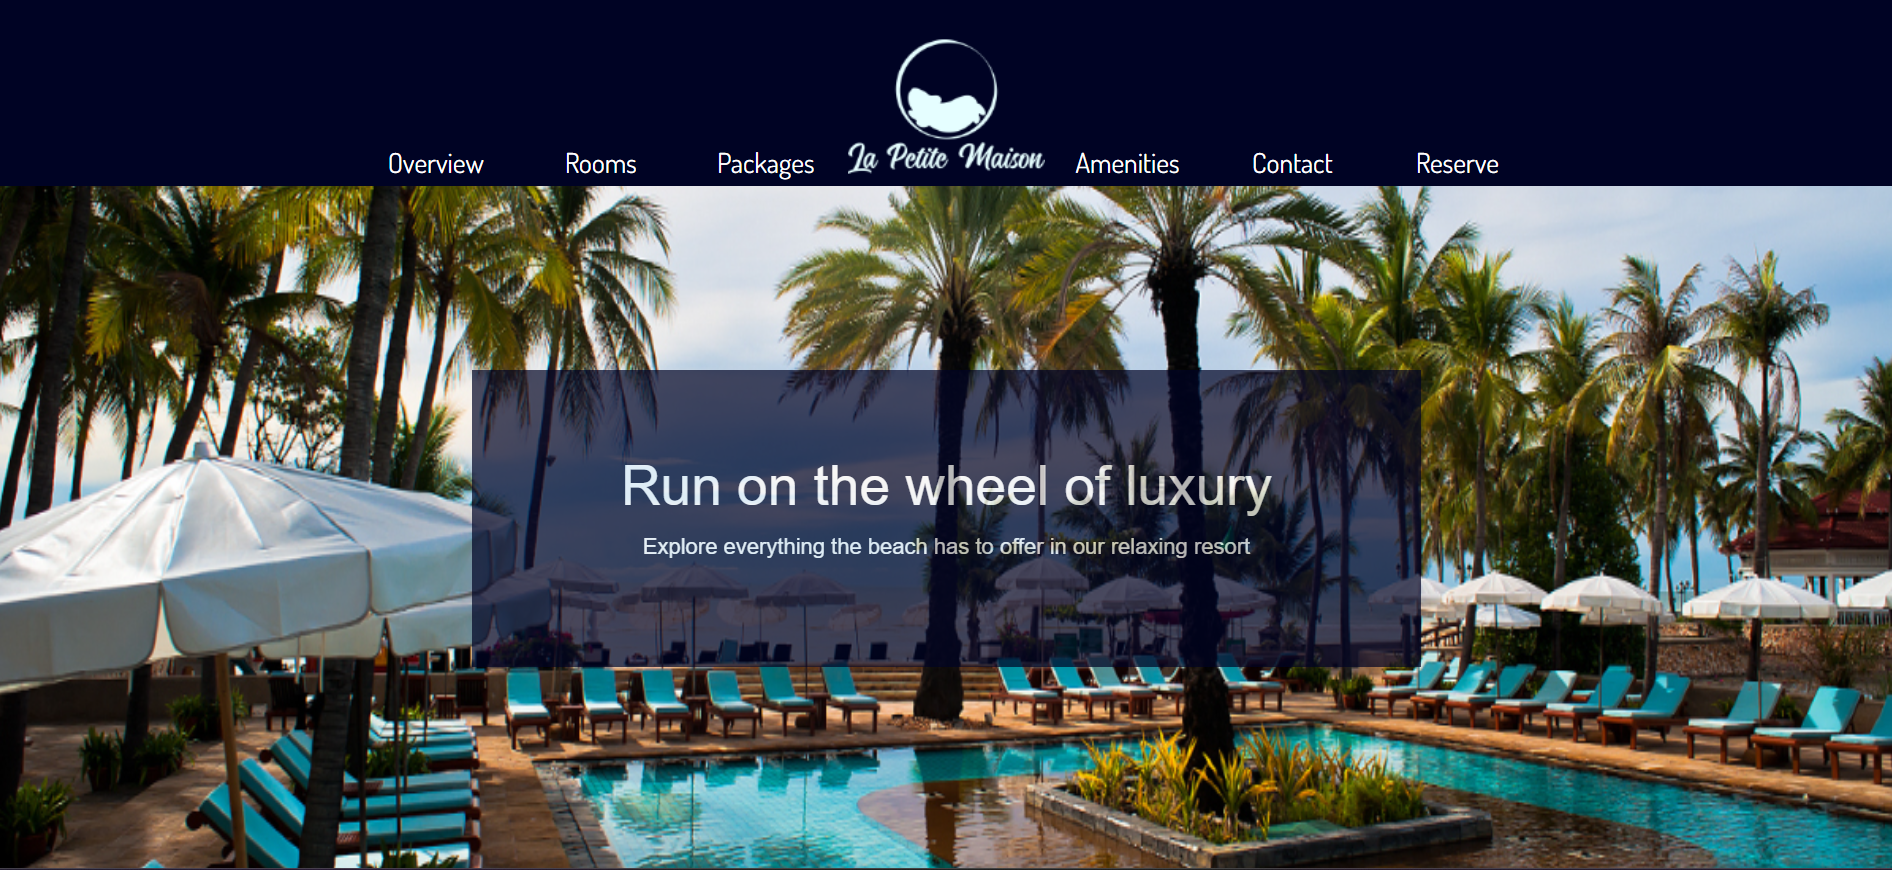 Overview Rooms Packages La Petite Maison Amenities Contact Reserve
Run on the wheel of luxury
Explore everything the beach has to offer in our relaxing resort